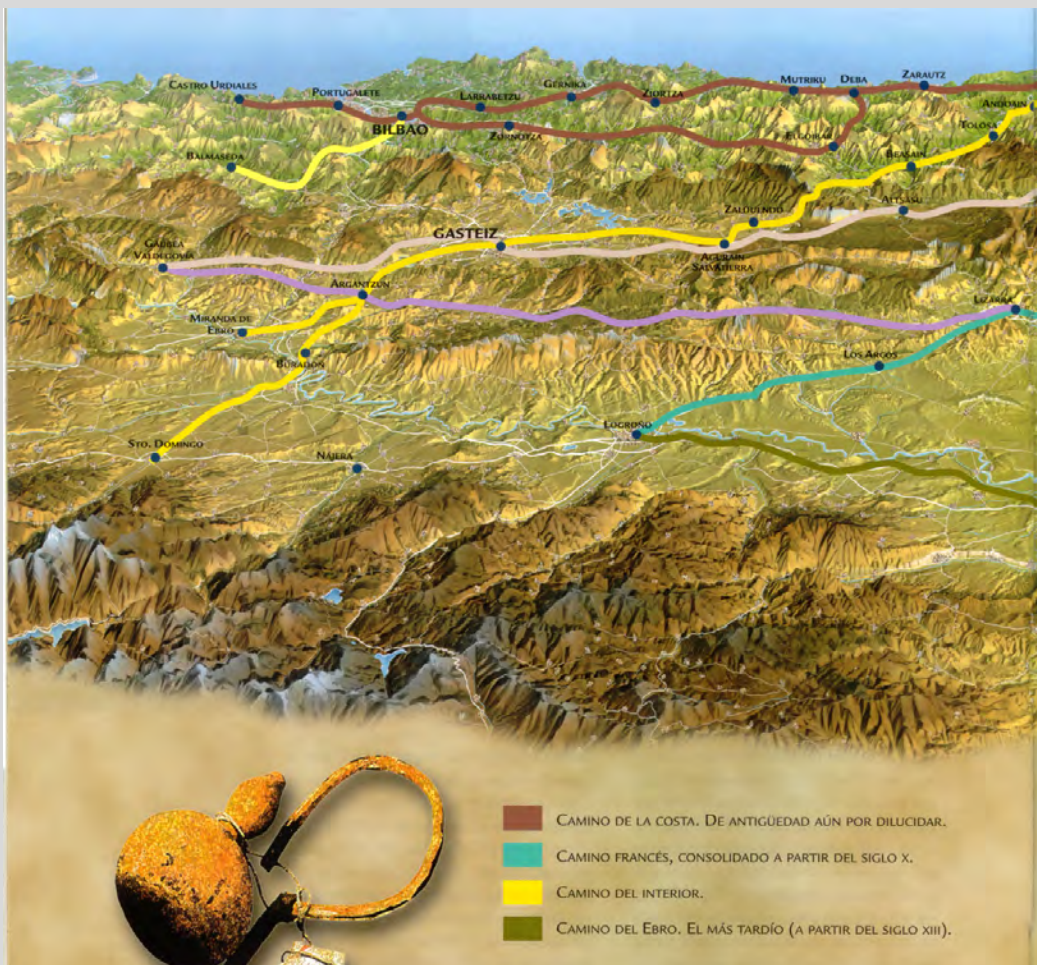 Castro Urdiales
Portugalete
Larrabetzu
Gernika
Ziortza
Mutriku
Deba
Zarautz
Andoain
BILBAO
Zornotza
Elgoibar
Tolosa
Balmaseda
Beasain
Zalduendo
Altsasu
GASTEIZ
Gaubea
Valdegovía
Agurain
Salvatierra
Argantzun
Lizarra
Miranda de
Ebro
Buradon
Los Arcos
Logroño
Sto. Domingo
Nájera
Camino de la costa. De antigüedad aún por dilucidar.
Camino francés, consolidado a partir del siglo X.
Camino del interior.
Camino del Ebro. El más tardío (a partir del siglo XIII).